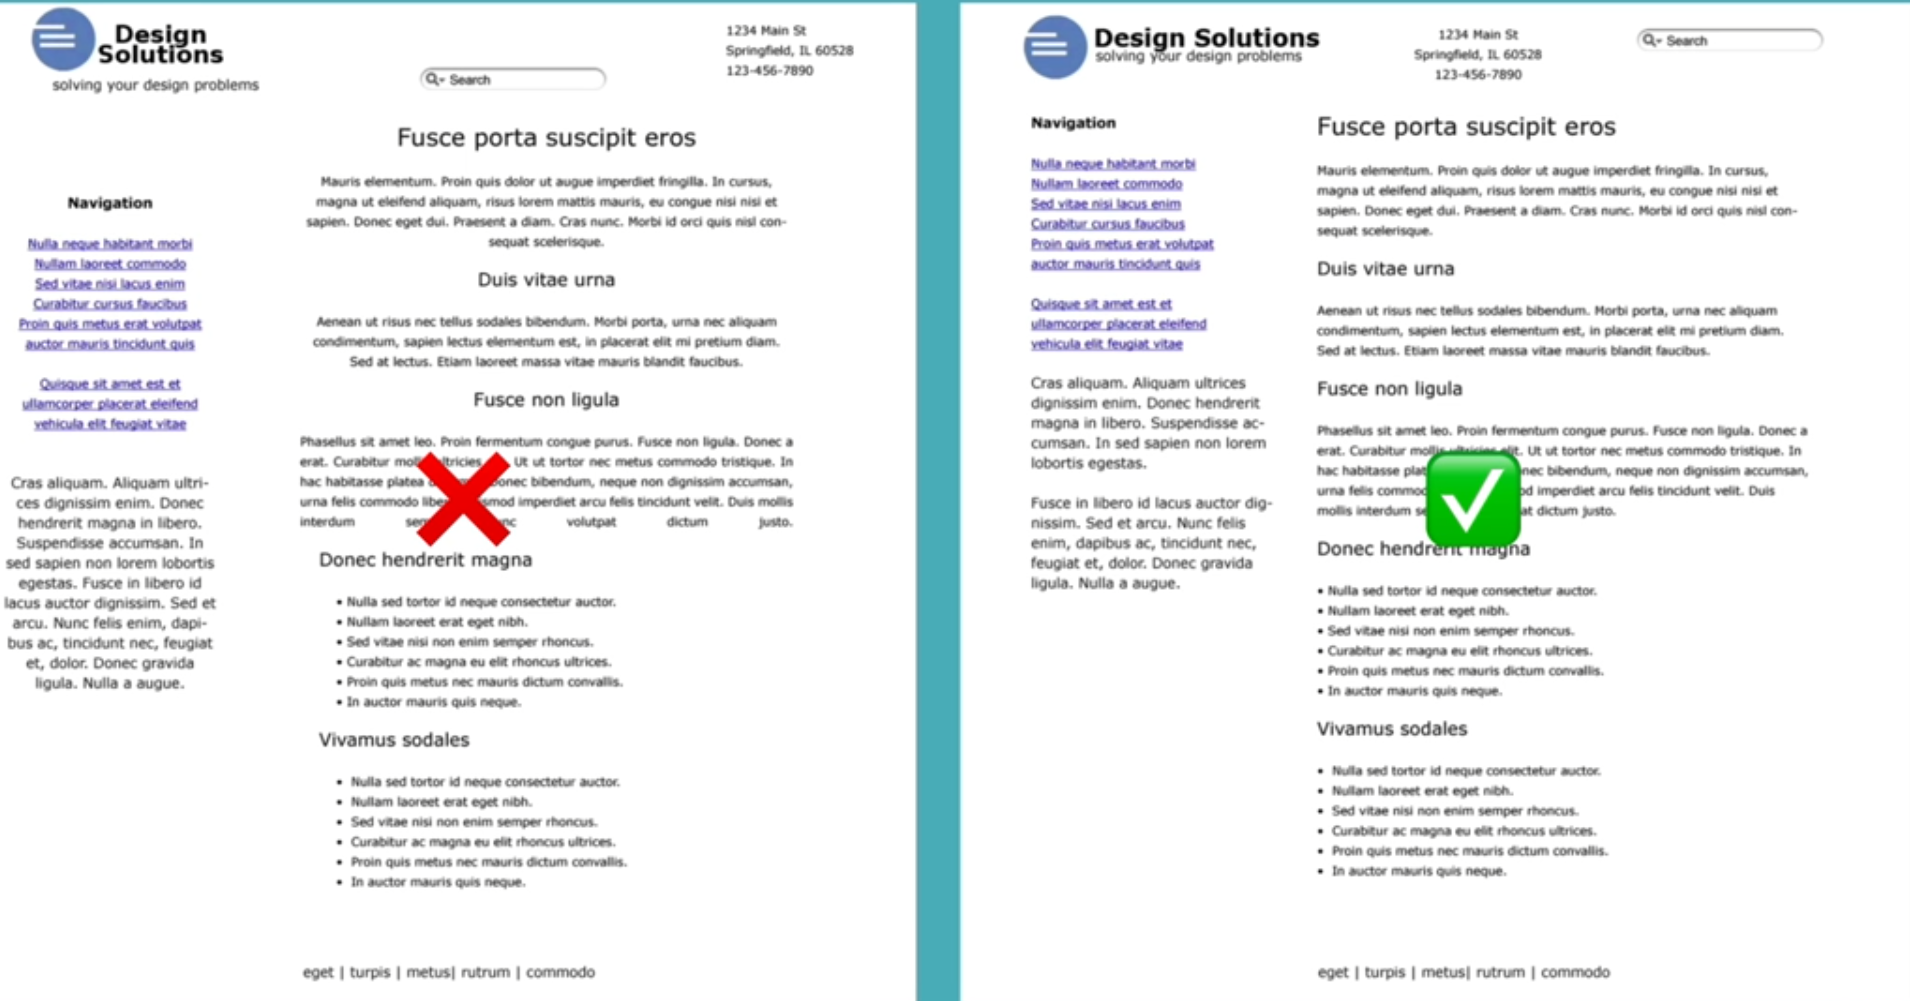 Design
Solutions
solving your design problems
Search
1234 Main St
Springfield, IL 60528
123-456-7890
Navigation
Nulla neque habitant morbi
Nullam laoreet commodo
Sed vitae nisi lacus enim
Curabitur cursus faucibus
Proin quis metus erat volutpat
auctor mauris tincidunt quis
Quisque sit amet est et
ullamcorper placerat eleifend
vehicula elit feugiat vitae
Cras aliquam. Aliquam ultri-
ces dignissim enim. Donec
hendrerit magna in libero.
Suspendisse accumsan. In
sed sapien non lorem lobortis
egestas. Fusce in libero id
lacus auctor dignissim. Sed et
arcu. Nunc felis enim, dapi-
bus ac, tincidunt nec, feugiat
et, dolor. Donec gravida
ligula. Nulla a augue.
Fusce porta suscipit eros
Mauris elementum. Proin quis dolor ut augue imperdiet fringilla. In cursus,
magna ut eleifend aliquam, risus lorem mattis mauris, eu congue nisi nisi et
sapien. Donec eget dui. Praesent a diam. Cras nunc. Morbi id orci quis nisl con-
sequat scelerisque.
Duis vitae urna
Aenean ut risus nec tellus sodales bibendum. Morbi porta, urna nec aliquam
condimentum, sapien lectus elementum est, in placerat elit mi pretium diam.
Sed at lectus. Etiam laoreet massa vitae mauris blandit faucibus.
Fusce non ligula
Phasellus sit amet leo. Proin fermentum congue purus. Fusce non ligula. Donec a
erat. Curabitur Ut ut tortor nec metus commodo tristique. In
hac habitasse platea bibendum, neque non dignissim accumsan,
urna felis commodo imperdiet arcu felis tincidunt velit. Duis mollis
interdum volutpat dictum justo.
Donec hendrerit magna
• Nulla sed tortor id neque consectetur auctor.
• Nullam laoreet erat eget nibh.
• Sed vitae nisi non enim semper rhoncus.
• Curabitur ac magna eu elit rhoncus ultrices.
• Proin quis metus nec mauris dictum convallis.
• In auctor mauris quis neque.
Vivamus sodales
• Nulla sed tortor id neque consectetur auctor.
• Nullam laoreet erat eget nibh.
• Sed vitae nisi non enim semper rhoncus.
• Curabitur ac magna eu elit rhoncus ultrices.
• Proin quis metus nec mauris dictum convallis.
• In auctor mauris quis neque.
eget | turpis | metus| rutrum | commodo
Design Solutions
solving your design problems
1234 Main St
Springfield, IL 60528
123-456-7890
Search
Navigation
Nulla neque habitant morbi
Nullam laoreet commodo
Sed vitae nisi lacus enim
Curabitur cursus faucibus
Proin quis metus erat volutpat
auctor mauris tincidunt quis
Quisque sit amet est et
ullamcorper placerat eleifend
vehicula elit feugiat vitae
Cras aliquam. Aliquam ultrices
dignissim enim. Donec hendrerit
magna in libero. Suspendisse ac-
cumsan. In sed sapien non lorem
lobortis egestas.
Fusce in libero id lacus auctor dig-
nissim. Sed et arcu. Nunc felis
enim, dapibus ac, tincidunt nec,
feugiat et, dolor. Donec gravida
ligula. Nulla a augue.
Fusce porta suscipit eros
Mauris elementum. Proin quis dolor ut augue imperdiet fringilla. In cursus,
magna ut eleifend aliquam, risus lorem mattis mauris, eu congue nisi nisi et
sapien. Donec eget dui. Praesent a diam. Cras nunc. Morbi id orci quis nisl con-
sequat scelerisque.
Duis vitae urna
Aenean ut risus nec tellus sodales bibendum. Morbi porta, urna nec aliquam
condimentum, sapien lectus elementum est, in placerat elit mi pretium diam.
Sed at lectus. Etiam laoreet massa vitae mauris blandit faucibus.
Fusce non ligula
Phasellus sit amet leo. Proin fermentum congue purus. Fusce non ligula. Donec a
erat. Curabitur mollis ultricies elit. Ut ut tortor nec metus commodo tristique. In
hac habitasse bibendum, neque non dignissim accumsan,
urna felis imperdiet arcu felis tincidunt velit. Duis
mollis interdum dictum justo.
Donec hendrerit magna
• Nulla sed tortor id neque consectetur auctor.
• Nullam laoreet erat eget nibh.
• Sed vitae nisi non enim semper rhoncus.
• Curabitur ac magna eu elit rhoncus ultrices.
• Proin quis metus nec mauris dictum convallis.
• In auctor mauris quis neque.
Vivamus sodales
• Nulla sed tortor id neque consectetur auctor.
• Nullam laoreet erat eget nibh.
• Sed vitae nisi non enim semper rhoncus.
• Curabitur ac magna eu elit rhoncus ultrices.
• Proin quis metus nec mauris dictum convallis.
• In auctor mauris quis neque.
eget | turpis | metus| rutrum | commodo